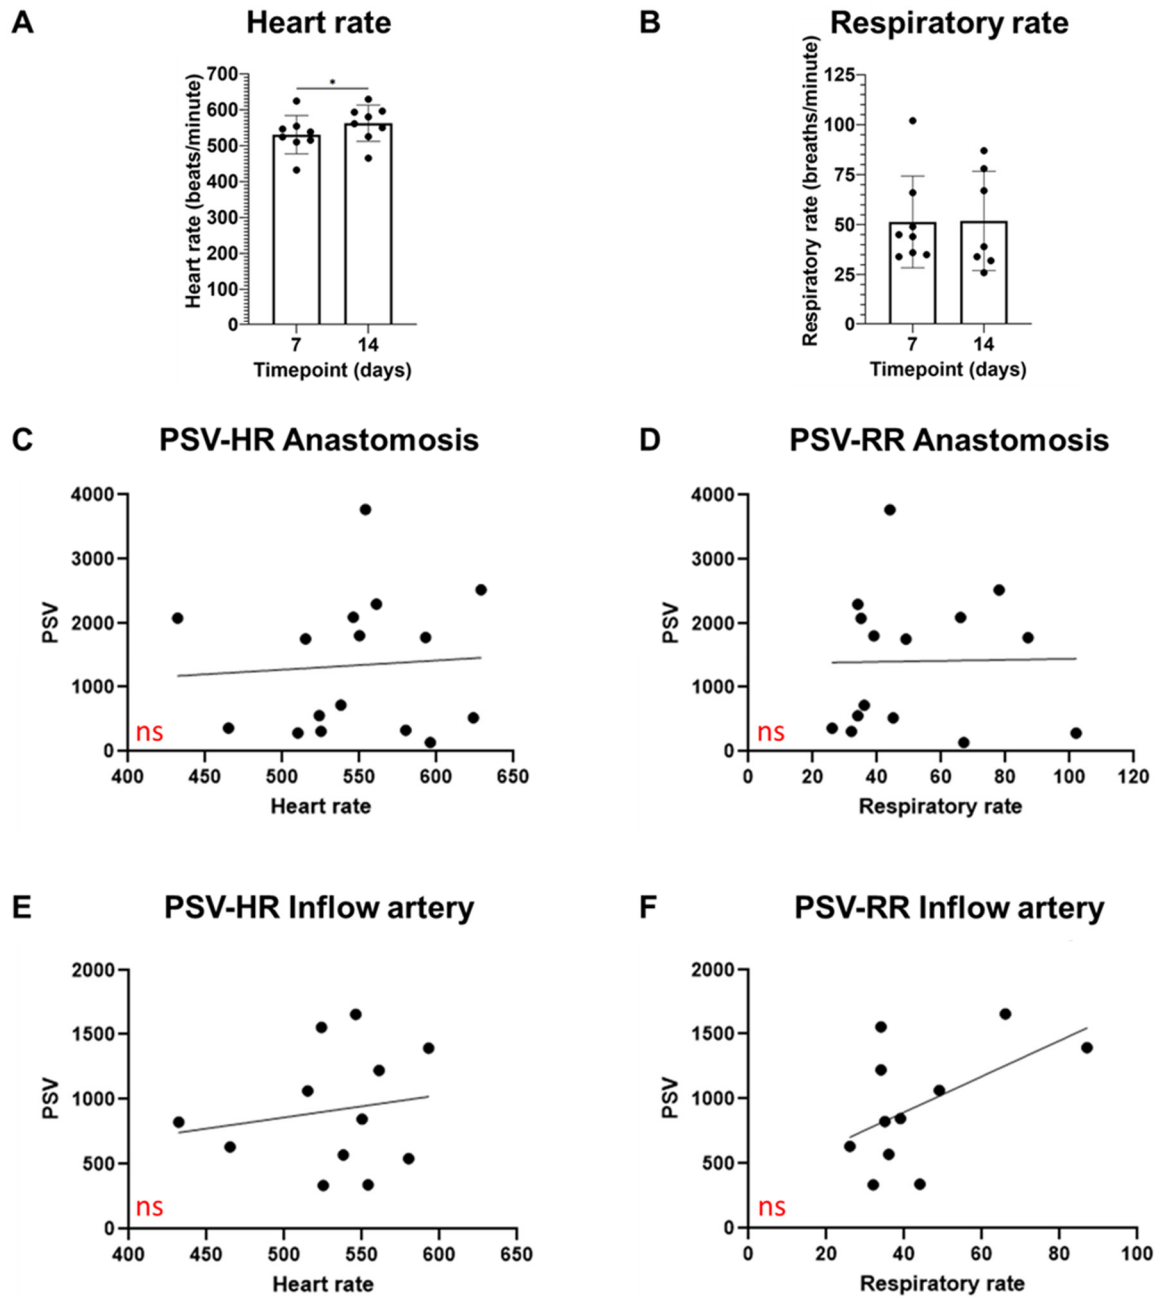 A
Heart rate
B
Respiratory rate
Heart rate (beats/minute)
700
600
500
400
300
200
100
0
*
7
14
Timepoint (days)
Respiratory rate (breaths/minute)
125
100
75
50
25
0
7
14
Timepoint (days)
C
PSV-HR Anastomosis
PSV
4000
3000
2000
1000
0
ns
400 450 500 550 600 650
Heart rate
D
PSV-RR Anastomosis
PSV
4000
3000
2000
1000
0
ns
0 20 40 60 80 100 120
Respiratory rate
E
PSV-HR Inflow artery
PSV
2000
1500
1000
500
0
ns
400 450 500 550 600 650
Heart rate
F
PSV-RR Inflow artery
PSV
2000
1500
1000
500
0
ns
0 20 40 60 80 100
Respiratory rate